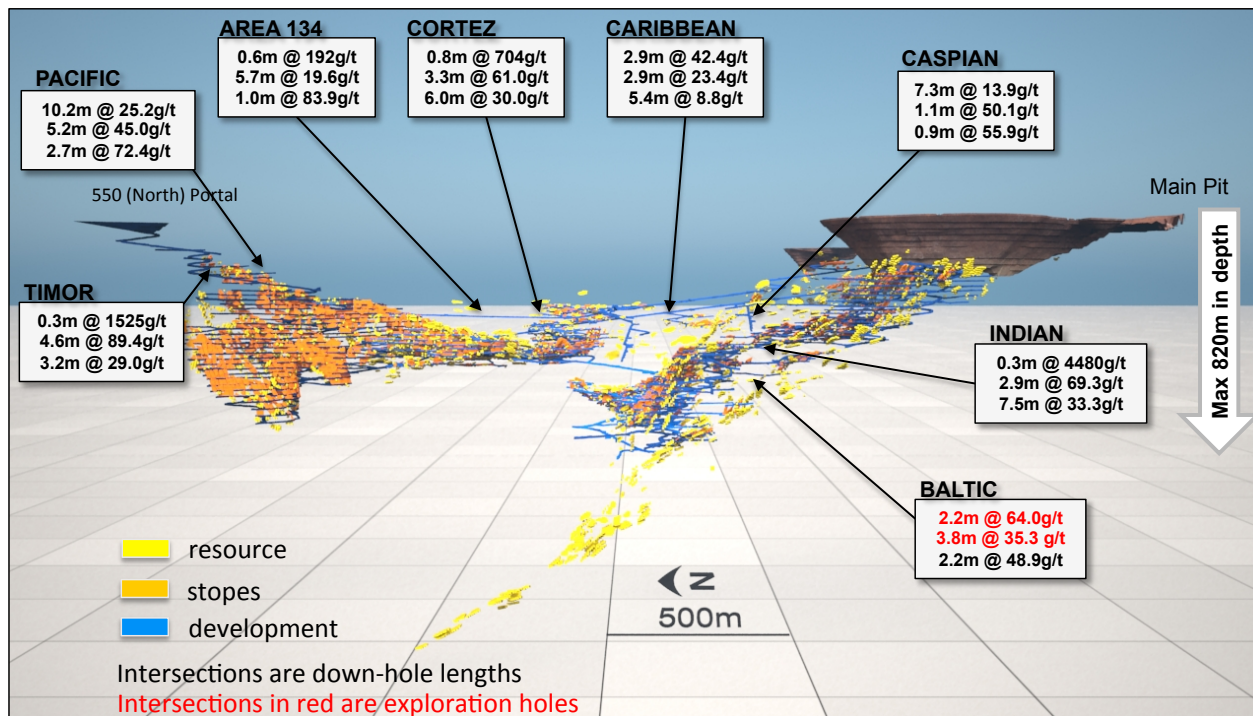 AREA 134
0.6m @ 192g/t
5.7m @ 19.6g/t
1.0m @ 83.9g/t
CORTEZ
0.8m @ 704g/t
3.3m @ 61.0g/t
6.0m @ 30.0g/t
CARIBBEAN
2.9m @ 42.4g/t
2.9m @ 23.4g/t
5.4m @ 8.8g/t
CASPIAN
7.3m @ 13.9g/t
1.1m @ 50.1g/t
0.9m @ 55.9g/t
PACIFIC
10.2m @ 25.2g/t
5.2m @ 45.0g/t
2.7m @ 72.4g/t
550 (North) Portal
Main Pit
Max 820m in depth
TIMOR
0.3m @ 1525g/t
4.6m @ 89.4g/t
3.2m @ 29.0g/t
INDIAN
0.3m @ 4480g/t
2.9m @ 69.3g/t
7.5m @ 33.3g/t
BALTIC
2.2m @ 64.0g/t
3.8m @ 35.3 g/t
2.2m @ 48.9g/t
resource
stopes
development
N
500m
Intersections are down-hole lengths
Intersections in red are exploration holes